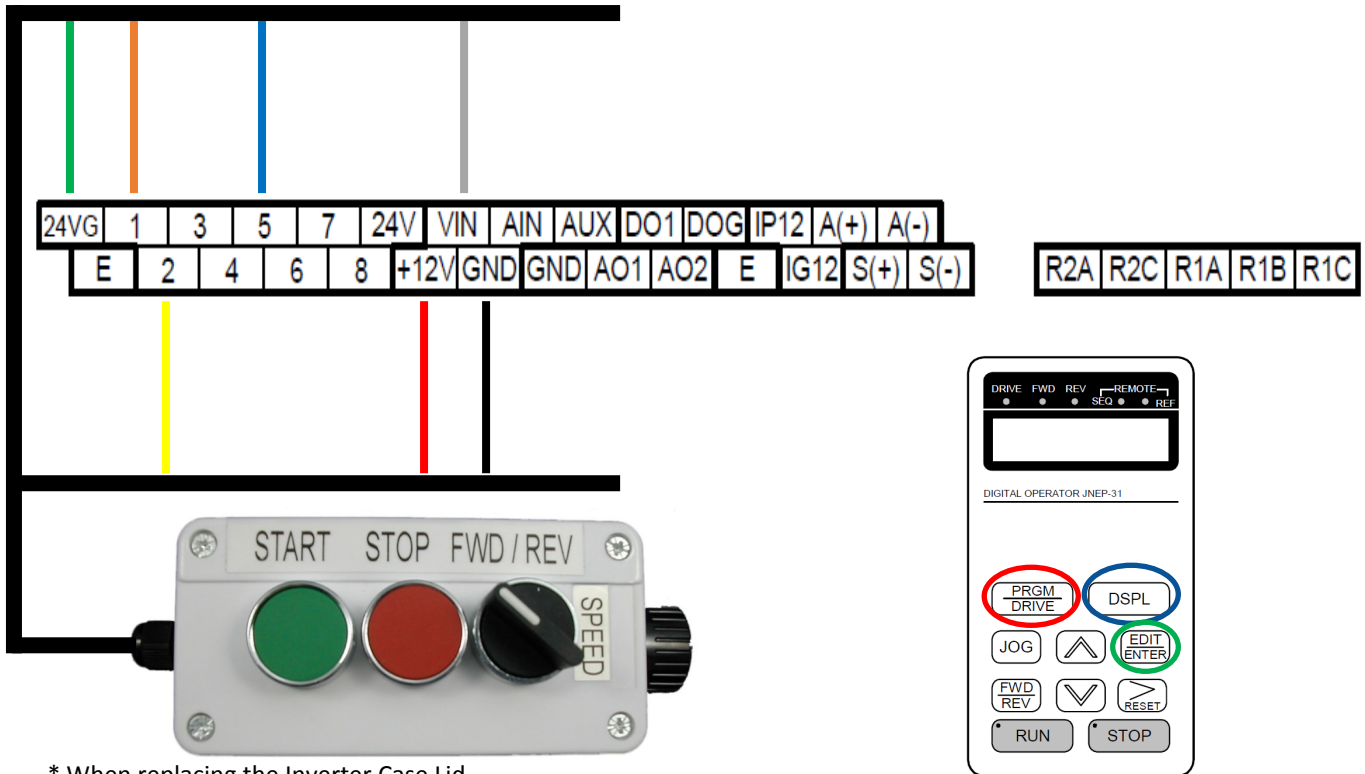 24VG 1 3 5 7 24V VIN AIN AUX DO1 DOG IP12 A(+) A(-)
E 2 4 6 8 +12V GND GND AO1 AO2 E IG12 S(+) S(-)
R2A R2C R1A R1B R1C
DRIVE FWD REV REMOTE
SEQ REF
DIGITAL OPERATOR JNEP-31
START STOP FWD / REV
SPEED
PRGM
DRIVE
DSPL
JOG
EDIT
ENTER
FWD
REV
RESET
RUN STOP
* When replacing the Inverter Case Lid